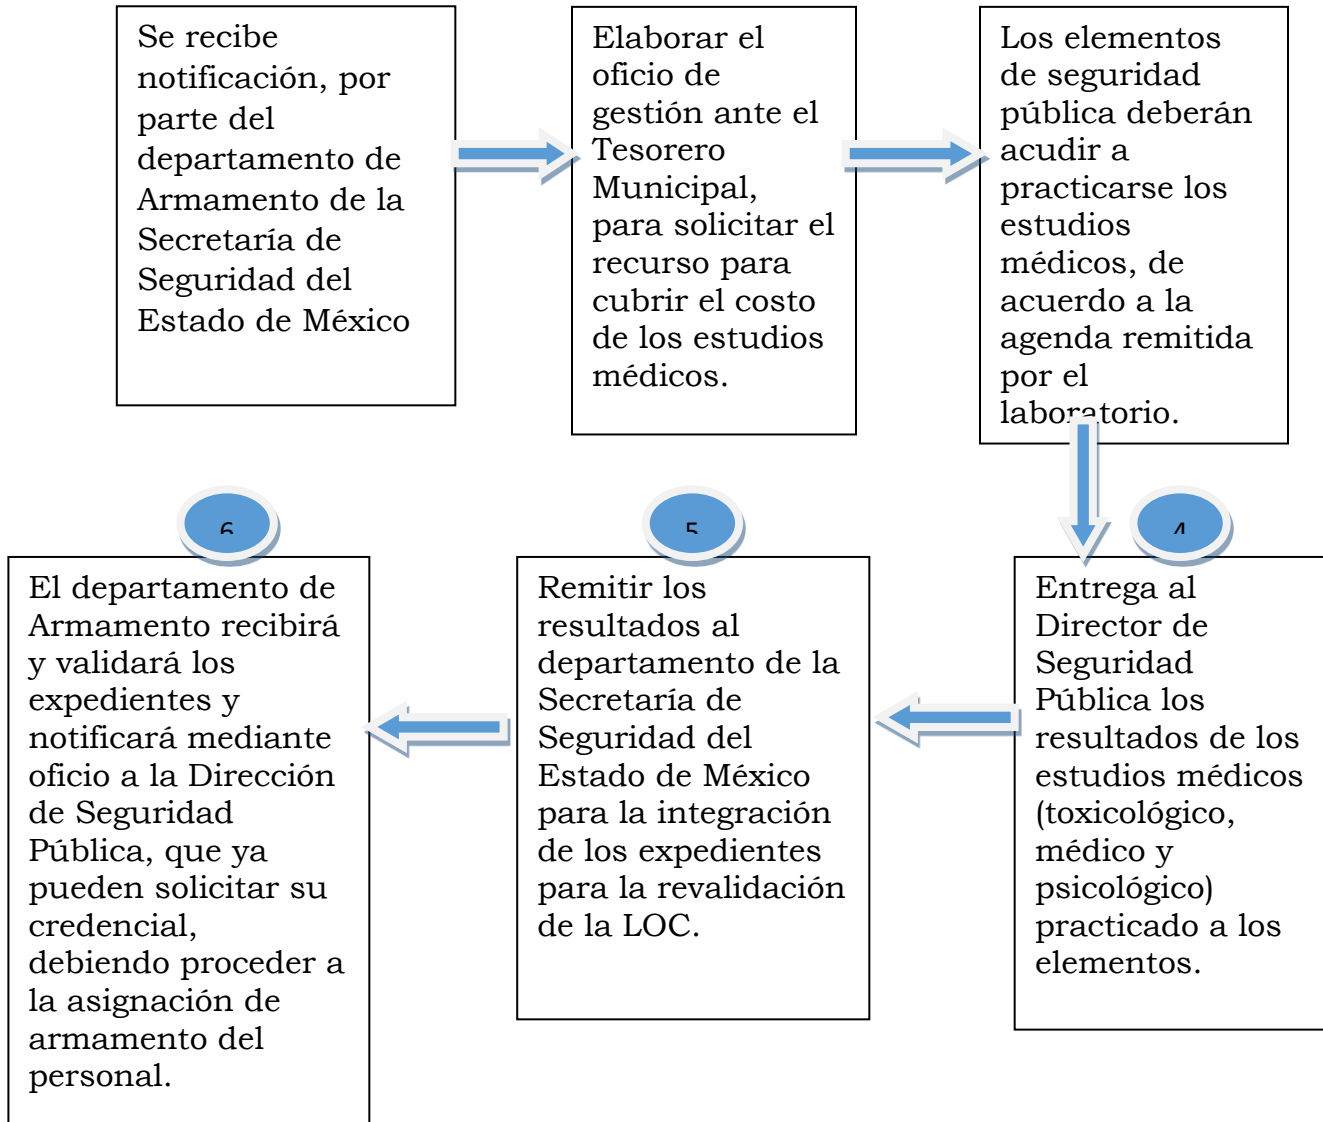 Se recibe
notificación, por
parte del
departamento de
Armamento de la
Secretaría de
Seguridad del
Estado de México
Elaborar el
oficio de
gestión ante el
Tesorero
Municipal,
para solicitar el
recurso para
cubrir el costo
de los estudios
médicos.
Los elementos
de seguridad
pública deberán
acudir a
practicarse los
estudios
médicos, de
acuerdo a la
agenda remitida
por el
laboratorio.
4
Entrega al
Director de
Seguridad
Pública los
resultados de los
estudios médicos
(toxicológico,
médico y
psicológico)
practicado a los
elementos.
5
Remitir los
resultados al
departamento de la
Secretaría de
Seguridad del
Estado de México
para la integración
de los expedientes
para la revalidación
de la LOC.
6
El departamento de
Armamento recibirá
y validará los
expedientes y
notificará mediante
oficio a la Dirección
de Seguridad
Pública, que ya
pueden solicitar su
credencial,
debiendo proceder a
la asignación de
armamento del
personal.